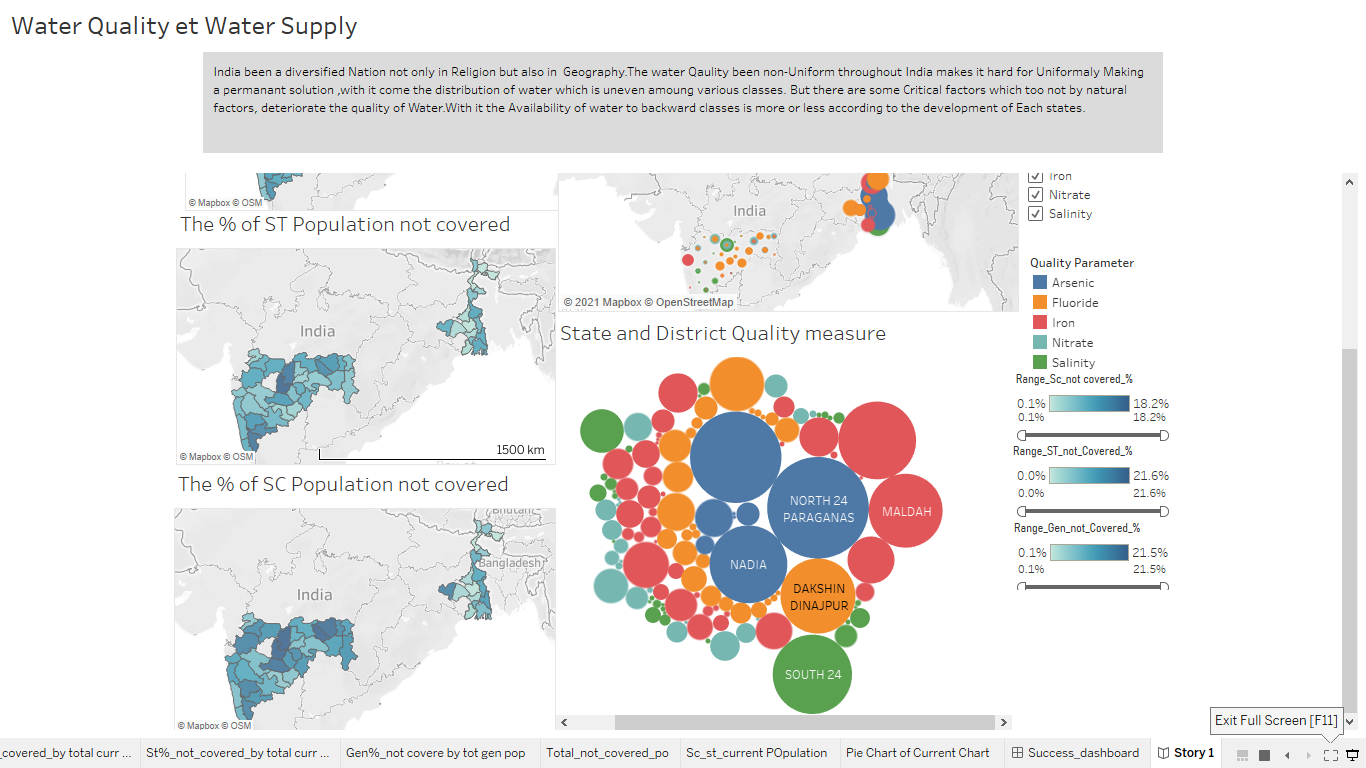 Water Quality et Water Supply
India been a diversified Nation not only in Religion but also in  Geography.The water Qaulity been non-Uniform throughout India makes it hard for Uniformaly Making
a permanant solution ,with it come the distribution of water which is uneven amoung various classes. But there are some Critical factors which too not by natural
factors, deteriorate the quality of Water.With it the Availability of water to backward classes is more or less according to the development of Each states.
© Mapbox © OSM
The % of ST Population not covered
India
1500 km
© Mapbox © OSM
The % of SC Population not covered
Bhutan
Bangladesh
India
© Mapbox © OSM
India
© 2021 Mapbox © OpenStreetMap
State and District Quality measure
NORTH 24
PARAGANAS
MALDAH
NADIA
DAKSHIN
DINAJPUR
SOUTH 24
Iron
Nitrate
Salinity
Quality Parameter
Arsenic
Fluoride
Iron
Nitrate
Salinity
Range_Sc_not covered_%
0.1% 18.2%
0.1% 18.2%
Range_ST_not_Covered_%
0.0% 21.6%
0.0% 21.6%
Range_Gen_not_Covered_%
0.1% 21.5%
0.1% 21.5%
Exit Full Screen [F11]
_covered_by total curr ... St%_not_covered_by total curr ... Gen%_not covere by tot gen pop Total_not_covered_po Sc_st_current POpulation Pie Chart of Current Chart Success_dashboard Story 1